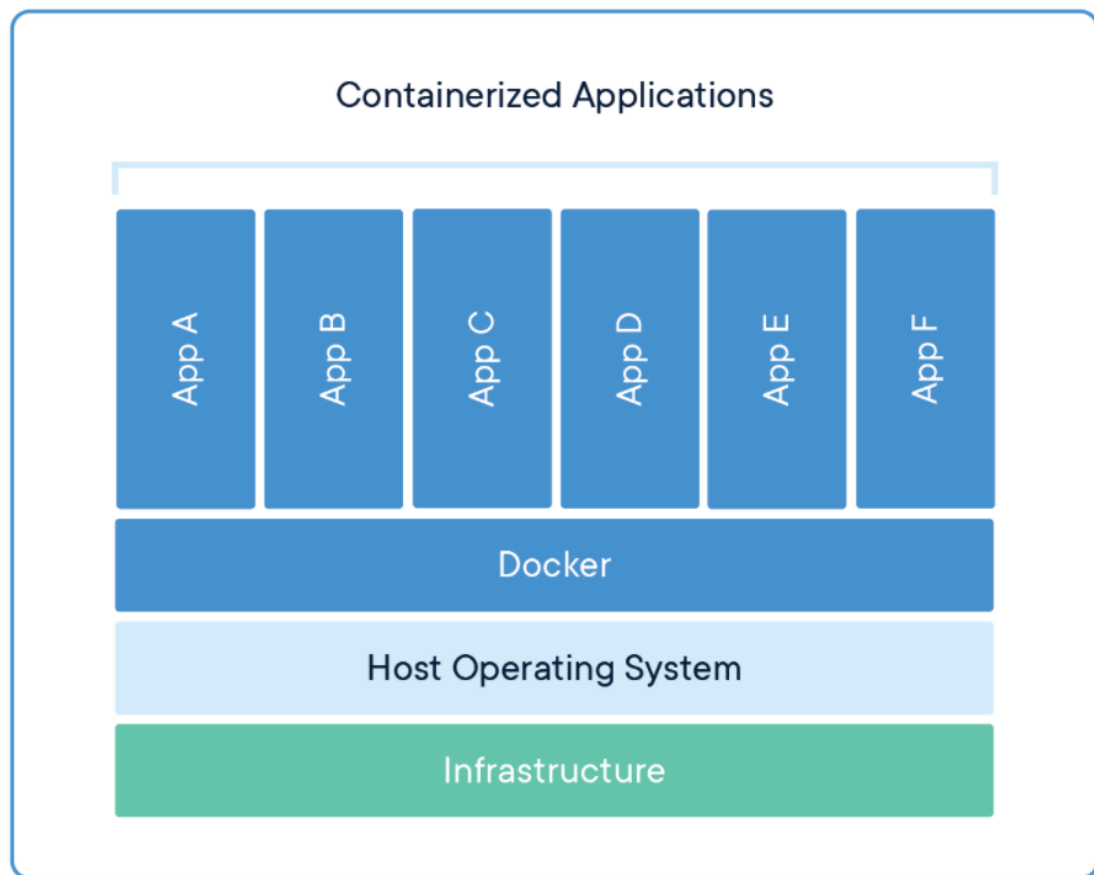 Containerized Applications
App A
App B
App C
App D
App E
App F
Docker
Host Operating System
Infrastructure